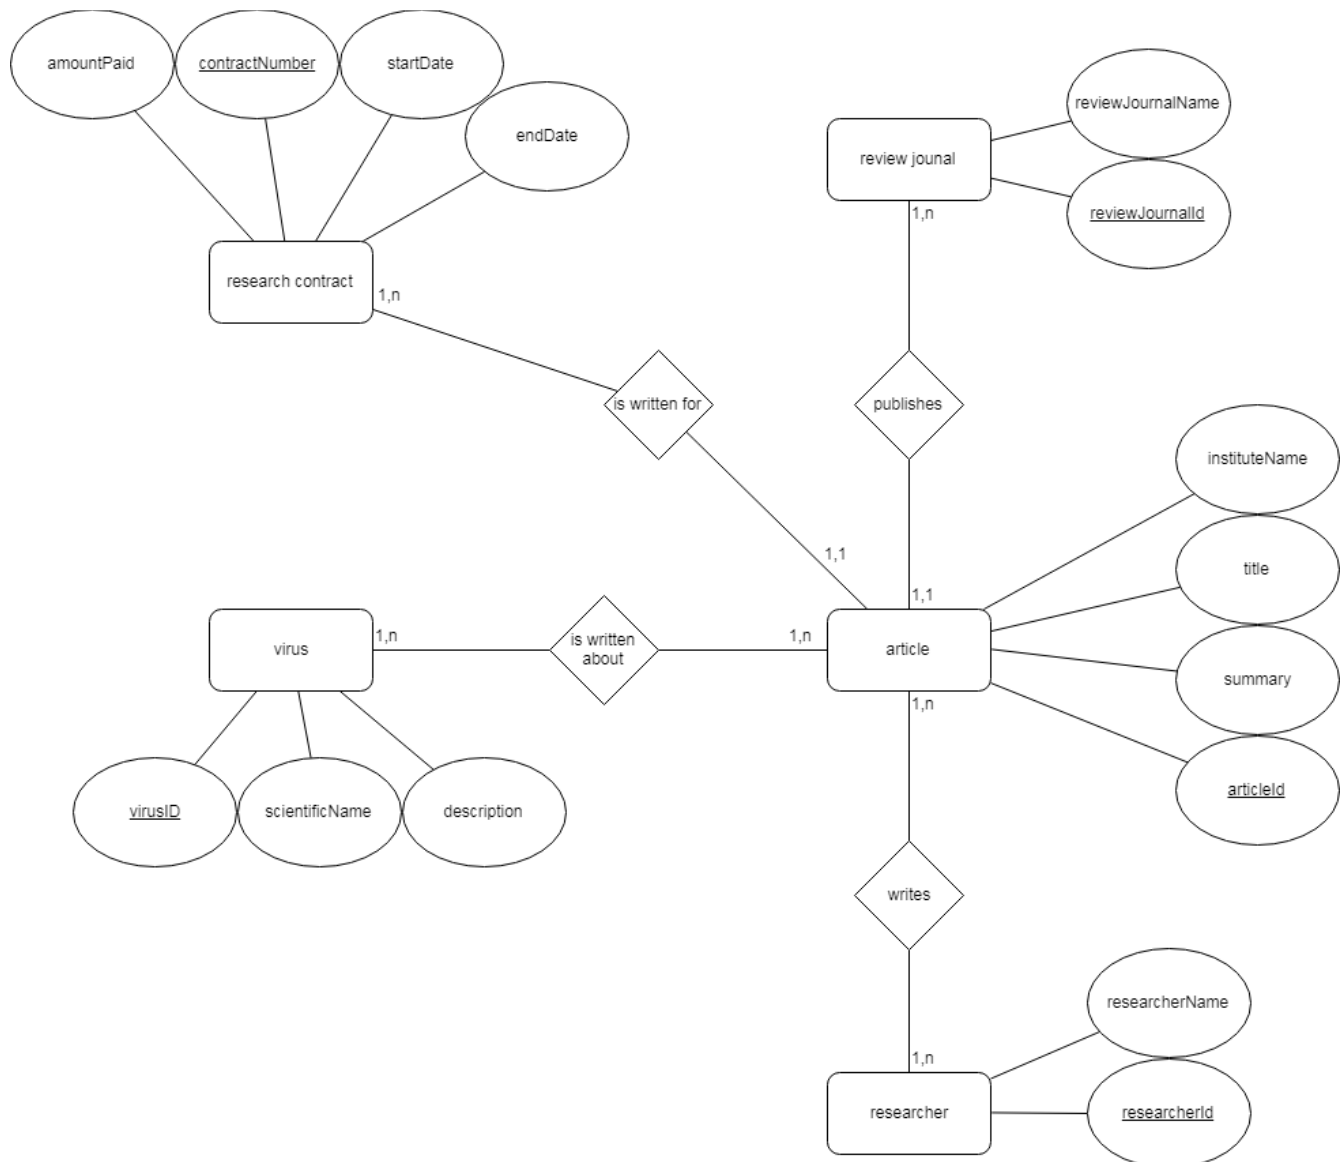 amountPaid
contractNumber
startDate
endDate
reviewJournalName
review jounal
reviewJournalId
1,n
research contract
1,n
is written for
publishes
instituteName
1,1
title
1,1
1,n
is written
about
1,n
virus
article
summary
1,n
virusID
scientificName
description
articleId
writes
researcherName
1,n
researcher
researcherId